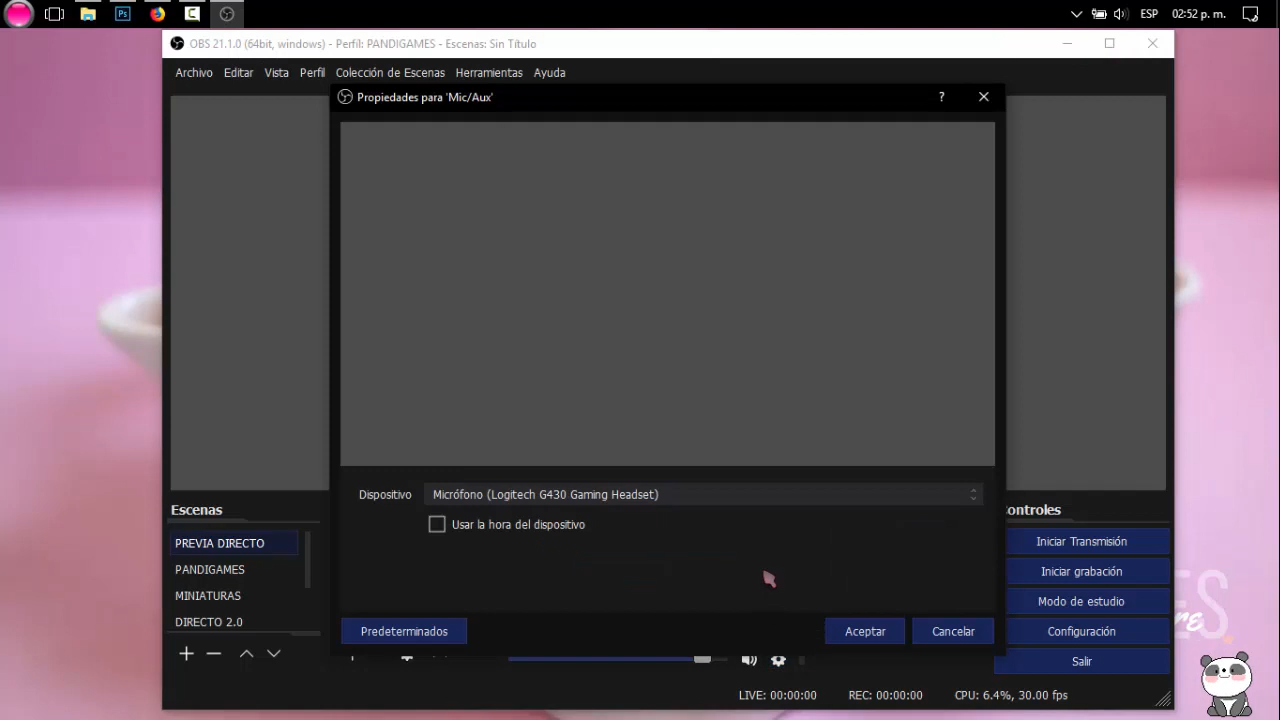 Ps
ESP
02:52 p. m.
OBS 21.1.0 (64bit, windows) - Perfil: PANDIGAMES - Escenas: Sin Título
Archivo Editar Vista Perfil Colección de Escenas Herramientas Ayuda
Propiedades para 'Mic/Aux'
?
Dispositivo Micrófono (Logitech G430 Gaming Headset)
Usar la hora del dispositivo
Predeterminados Aceptar Cancelar
Escenas
PREVIA DIRECTO
PANDIGAMES
MINIATURAS
DIRECTO 2.0
ontroles
Iniciar Transmisión
Iniciar grabación
Modo de estudio
Configuración
Salir
LIVE: 00:00:00 REC: 00:00:00 CPU: 6.4%, 30.00 fps